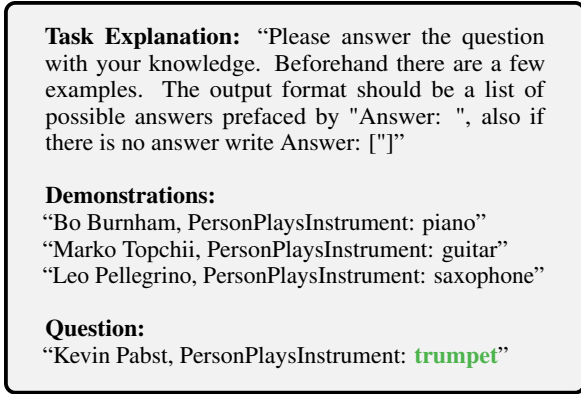 Task Explanation: “Please answer the question
with your knowledge. Beforehand there are a few
examples. The output format should be a list of
possible answers prefaced by "Answer: ", also if
there is no answer write Answer: ["]”
Demonstrations:
“Bo Burnham, PersonPlaysInstrument: piano”
“Marko Topchii, PersonPlaysInstrument: guitar”
“Leo Pellegrino, PersonPlaysInstrument: saxophone”
Question:
“Kevin Pabst, PersonPlaysInstrument: trumpet”